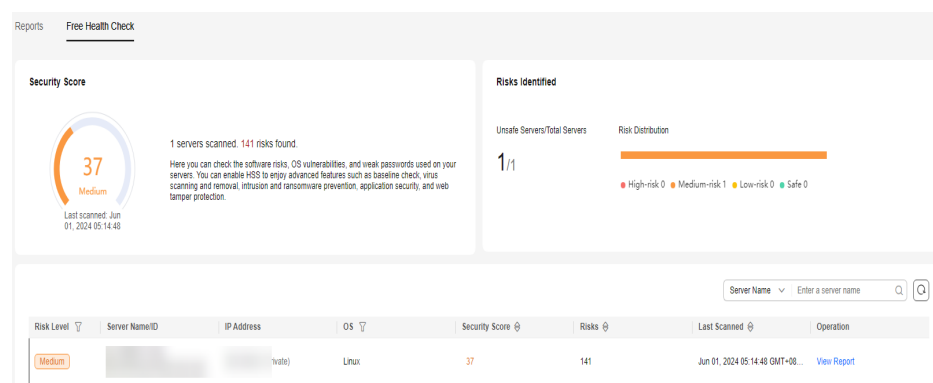 Reports Free Health Check
Security Score
37
Medium
Last scanned: Jun
01, 2024 05:14:48
1 servers scanned. 141 risks found.
Here you can check the software risks, OS vulnerabilities, and weak passwords used on your
servers. You can enable HSS to enjoy advanced features such as baseline check, virus
scanning and removal, intrusion and ransomware prevention, application security, and web
tamper protection.
Risks Identified
Unsafe Servers/Total Servers Risk Distribution
1/1
High-risk 0 Medium-risk 1 Low-risk 0 Safe 0
Server Name Enter a server name
Risk Level Server Name/ID IP Address OS Security Score Risks Last Scanned Operation
Medium Linux 37 141 Jun 01, 2024 05:14:48 GMT+08... View Report